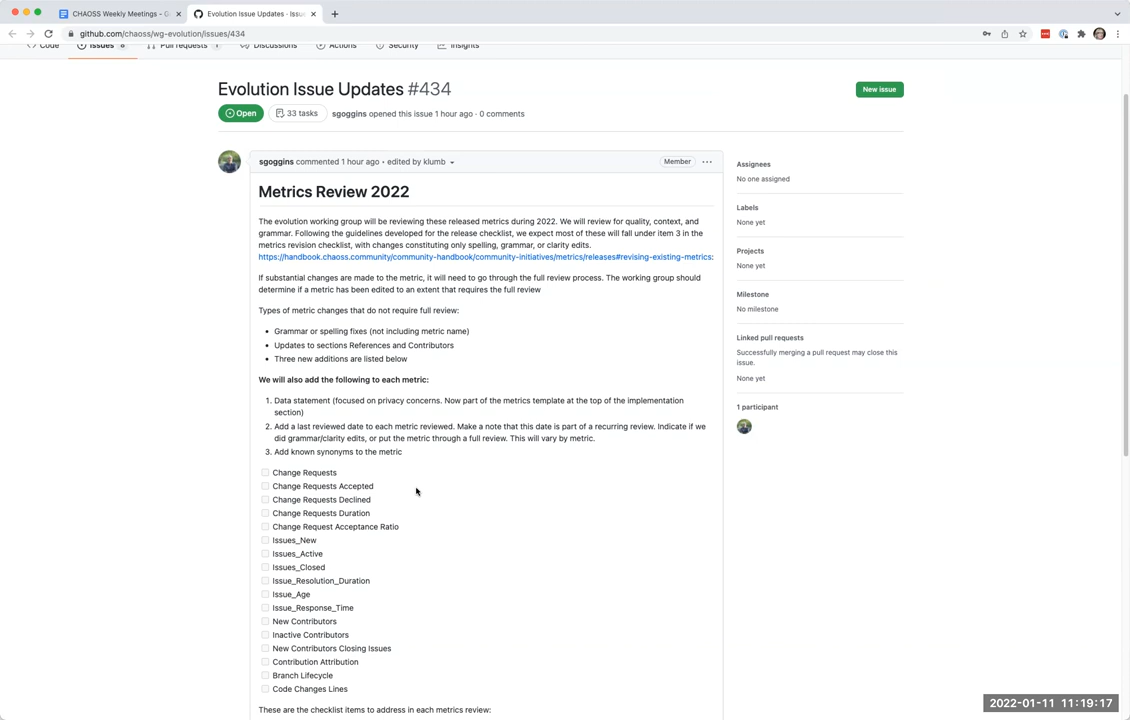 CHAOSS Weekly Meetings - G
Evolution Issue Updates · Issu
github.com/chaoss/wg-evolution/issues/434
Code
Issues 8
Pull requests 1
Discussions
Actions
Security
Insights
Evolution Issue Updates #434
New issue
Open
33 tasks
sgoggins opened this issue 1 hour ago · 0 comments
sgoggins commented 1 hour ago • edited by klumb
Member
Metrics Review 2022
The evolution working group will be reviewing these released metrics during 2022. We will review for quality, context, and
grammar. Following the guidelines developed for the release checklist, we expect most of these will fall under item 3 in the
metrics revision checklist, with changes constituting only spelling, grammar, or clarity edits.
https://handbook.chaoss.community/community-handbook/community-initiatives/metrics/releases#revising-existing-metrics:
If substantial changes are made to the metric, it will need to go through the full review process. The working group should
determine if a metric has been edited to an extent that requires the full review
Types of metric changes that do not require full review:
• Grammar or spelling fixes (not including metric name)
• Updates to sections References and Contributors
• Three new additions are listed below
We will also add the following to each metric:
1. Data statement (focused on privacy concerns. Now part of the metrics template at the top of the implementation
section)
2. Add a last reviewed date to each metric reviewed. Make a note that this date is part of a recurring review. Indicate if we
did grammar/clarity edits, or put the metric through a full review. This will vary by metric.
3. Add known synonyms to the metric
Change Requests
Change Requests Accepted
Change Requests Declined
Change Requests Duration
Change Request Acceptance Ratio
Issues_New
Issues_Active
Issues_Closed
Issue_Resolution_Duration
Issue_Age
Issue_Response_Time
New Contributors
Inactive Contributors
New Contributors Closing Issues
Contribution Attribution
Branch Lifecycle
Code Changes Lines
These are the checklist items to address in each metrics review:
Assignees
No one assigned
Labels
None yet
Projects
None yet
Milestone
No milestone
Linked pull requests
Successfully merging a pull request may close this
issue.
None yet
1 participant
2022-01-11 11:19:17